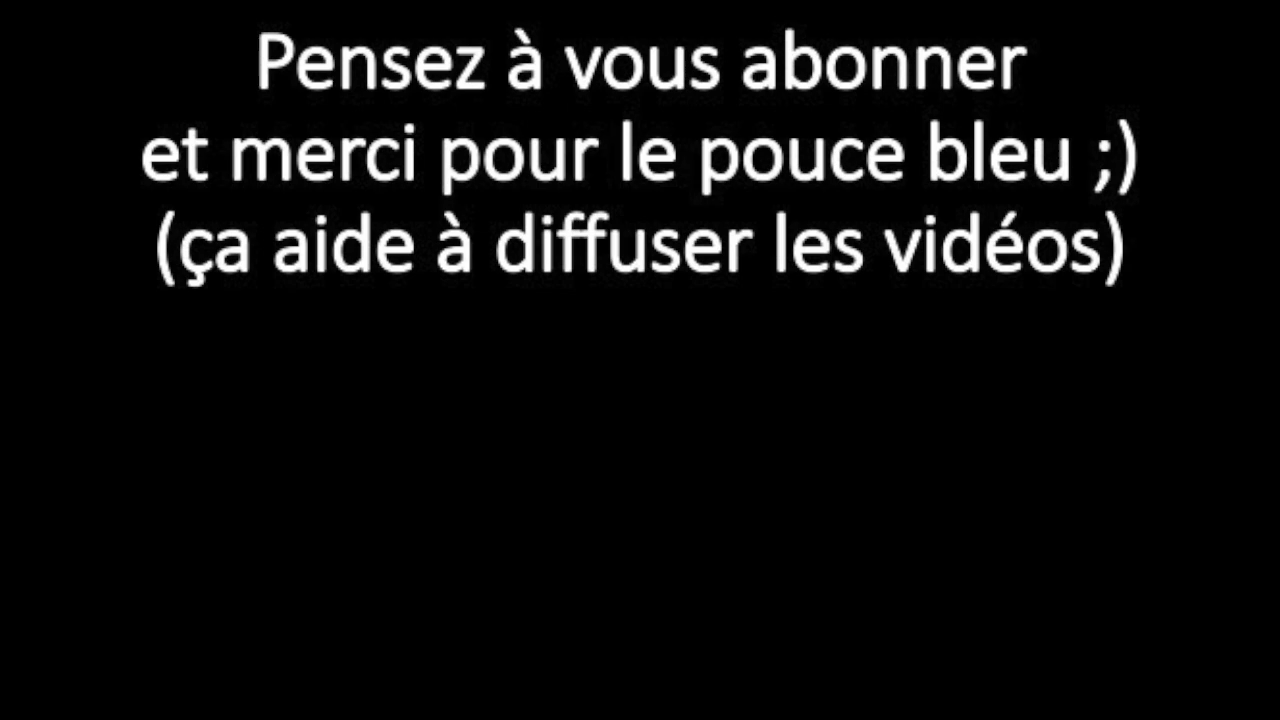 Pensez à vous abonner
et merci pour le pouce bleu ;)
(ça aide à diffuser les vidéos)